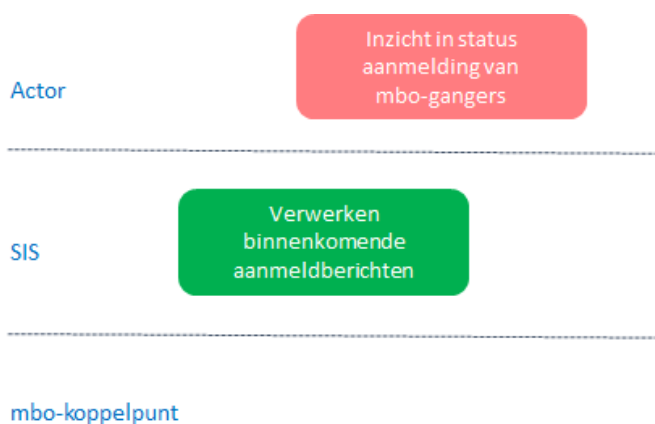 Inzicht in status
aanmelding van
mbo-gangers
Actor
Verwerken
binnenkomende
aanmeldberichten
SIS
mbo-koppelpunt